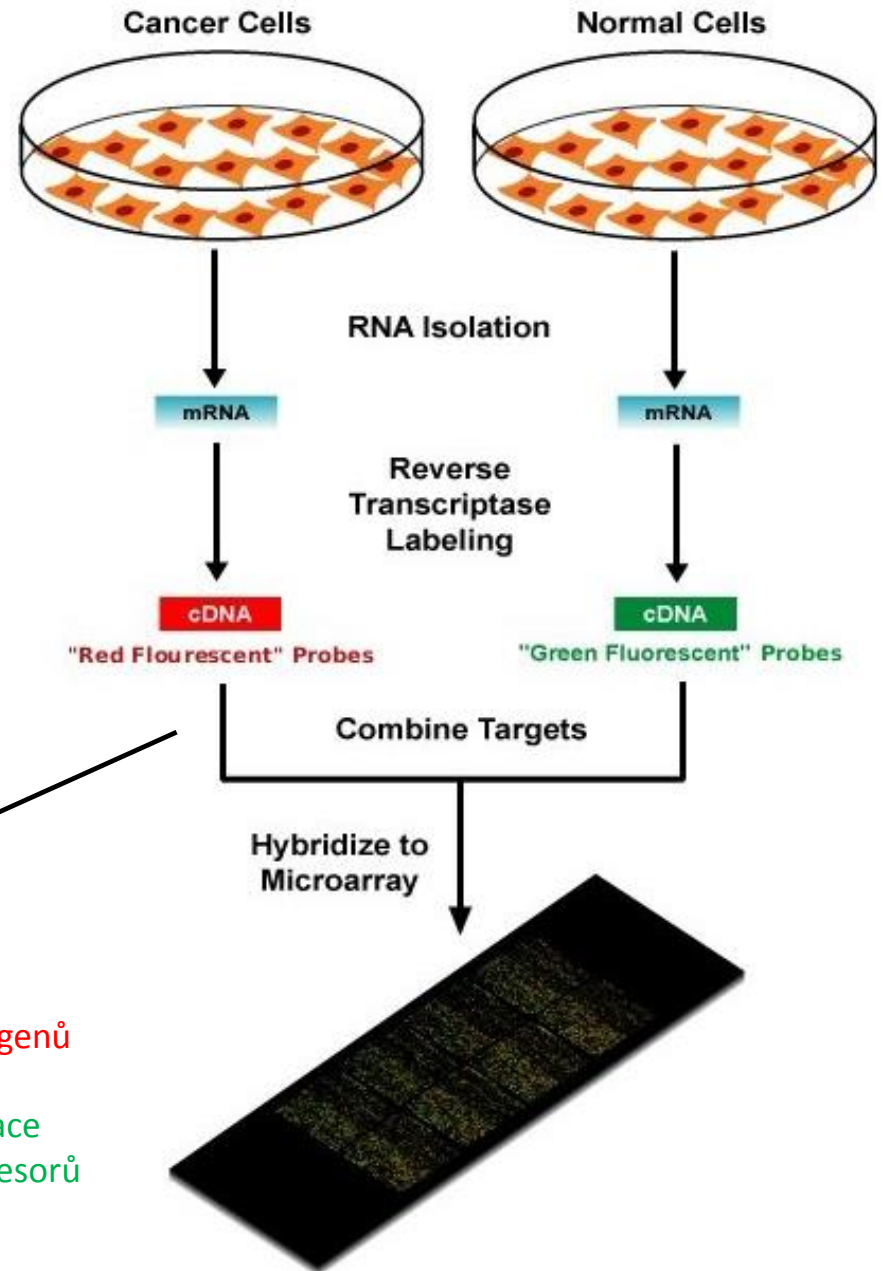 Cancer Cells
Normal Cells
RNA Isolation
mRNA
mRNA
Reverse
Transcriptase
Labeling
cDNA
cDNA
"Red Flourescent" Probes
"Green Fluorescent" Probes
Combine Targets
Hybridize to
Microarray
genů
ace
esorů